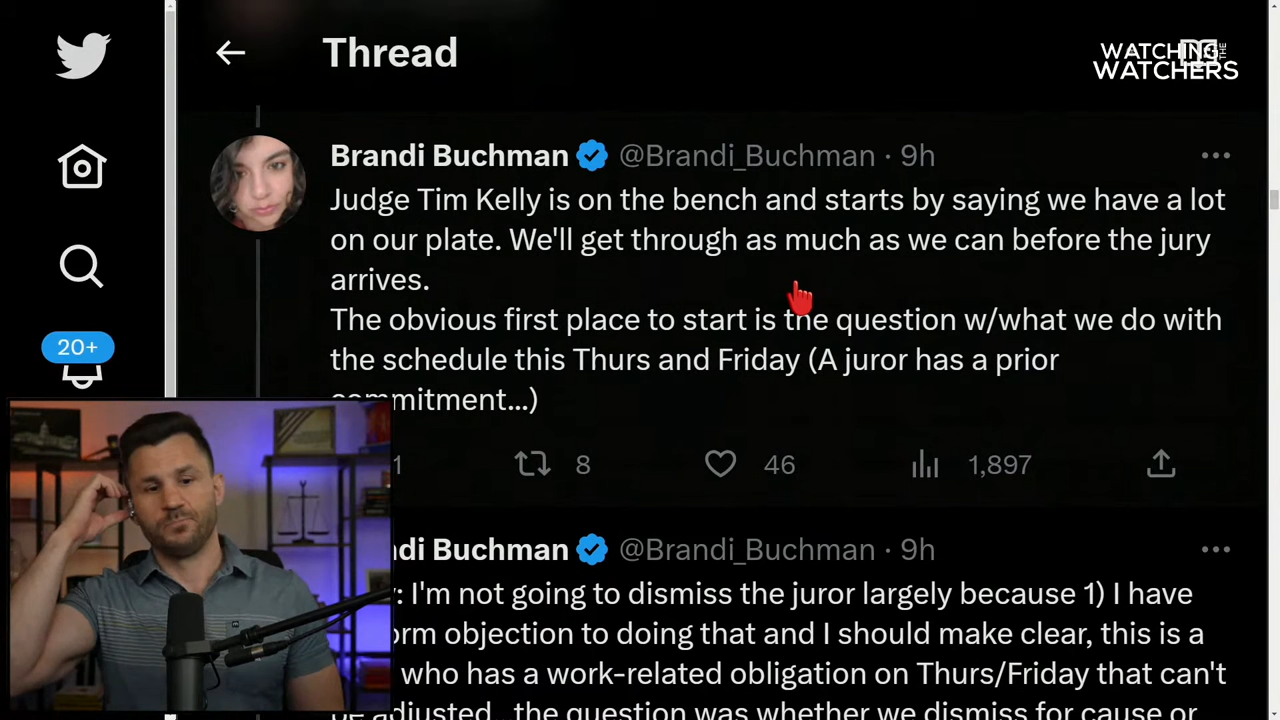 Thread
WATCHING THE
WATCHERS
Brandi Buchman @Brandi_Buchman · 9h
Judge Tim Kelly is on the bench and starts by saying we have a lot
on our plate. We'll get through as much as we can before the jury
arrives.
The obvious first place to start is the question w/what we do with
the schedule this Thurs and Friday (A juror has a prior
commitment...)
20+
1 8 46 1,897
Buchman @Brandi_Buchman · 9h
I'm not going to dismiss the juror largely because 1) I have
objection to doing that and I should make clear, this is a
who has a work-related obligation on Thurs/Friday that can't
be adjusted.. the question was whether we dismiss for cause or